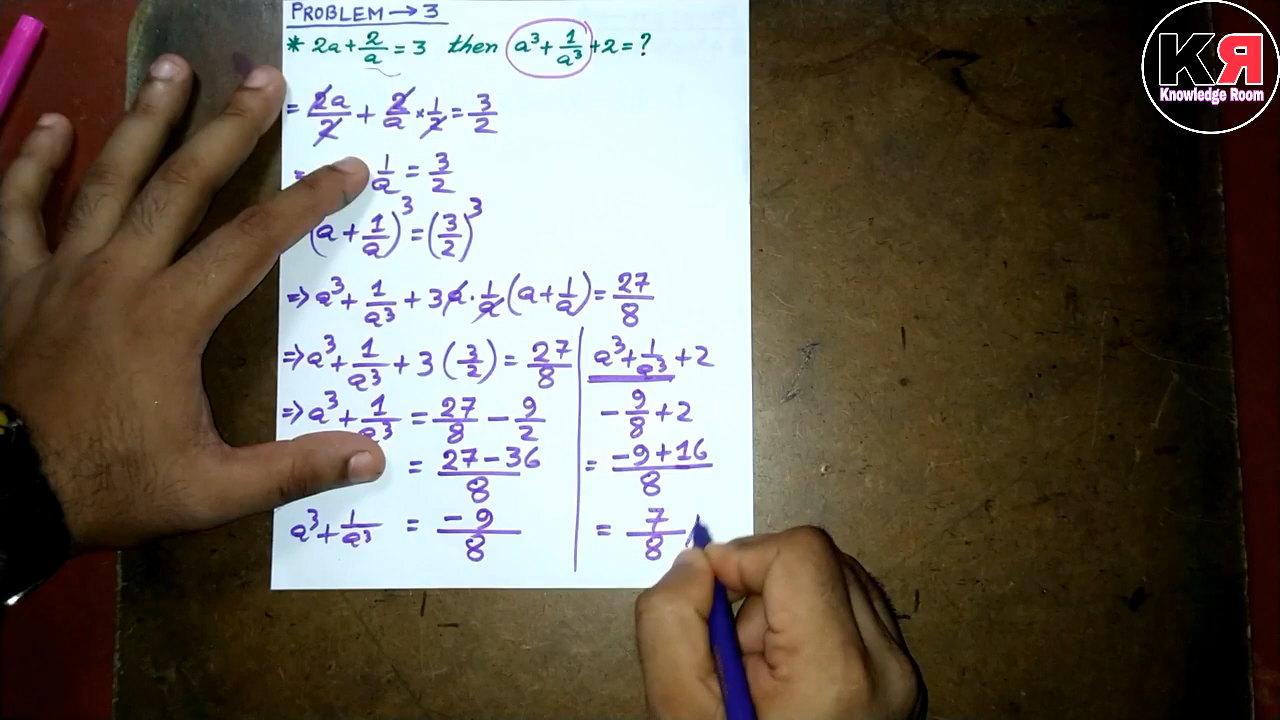 PROBLEM → 3
* 2a + 2/a = 3 then a³ + 1/a³ + 2 = ?
= 2a/2 + 2/a × 1/2 = 3/2
= 1/a = 3/2
(a + 1/a)³ = (3/2)³
⇒ a³ + 1/a³ + 3a · 1/a (a + 1/a) = 27/8
⇒ a³ + 1/a³ + 3 (3/2) = 27/8
⇒ a³ + 1/a³ = 27/8 − 9/2
= 27 − 36/8
a³ + 1/a³ = −9/8
a³ + 1/a³ + 2
− 9/8 + 2
= −9 + 16/8
= 7/8
KR
Knowledge Room